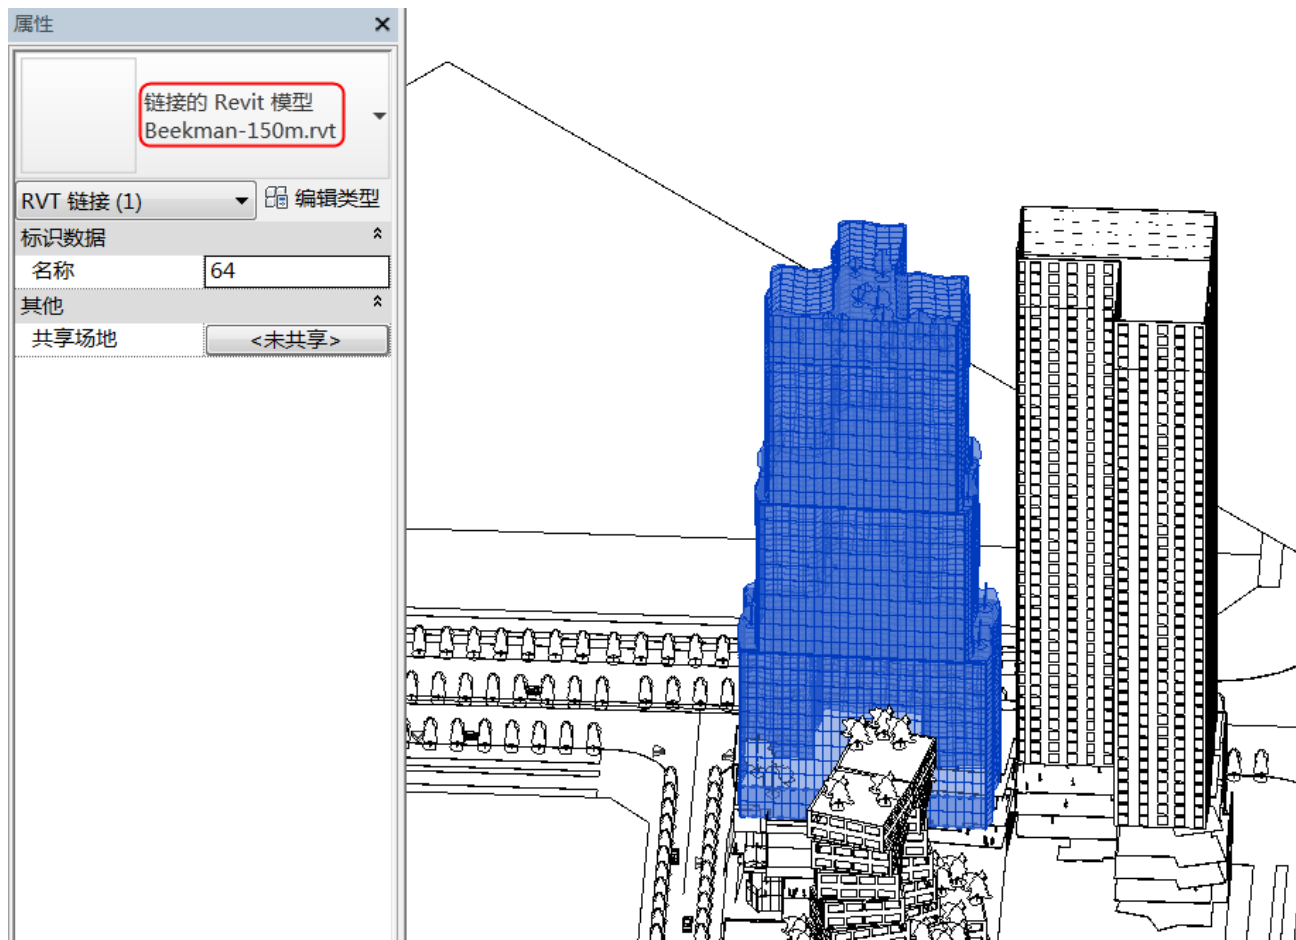 属性
链接的 Revit 模型
Beekman-150m.rvt
RVT 链接 (1)
编辑类型
标识数据
名称
64
其他
共享场地
<未共享>